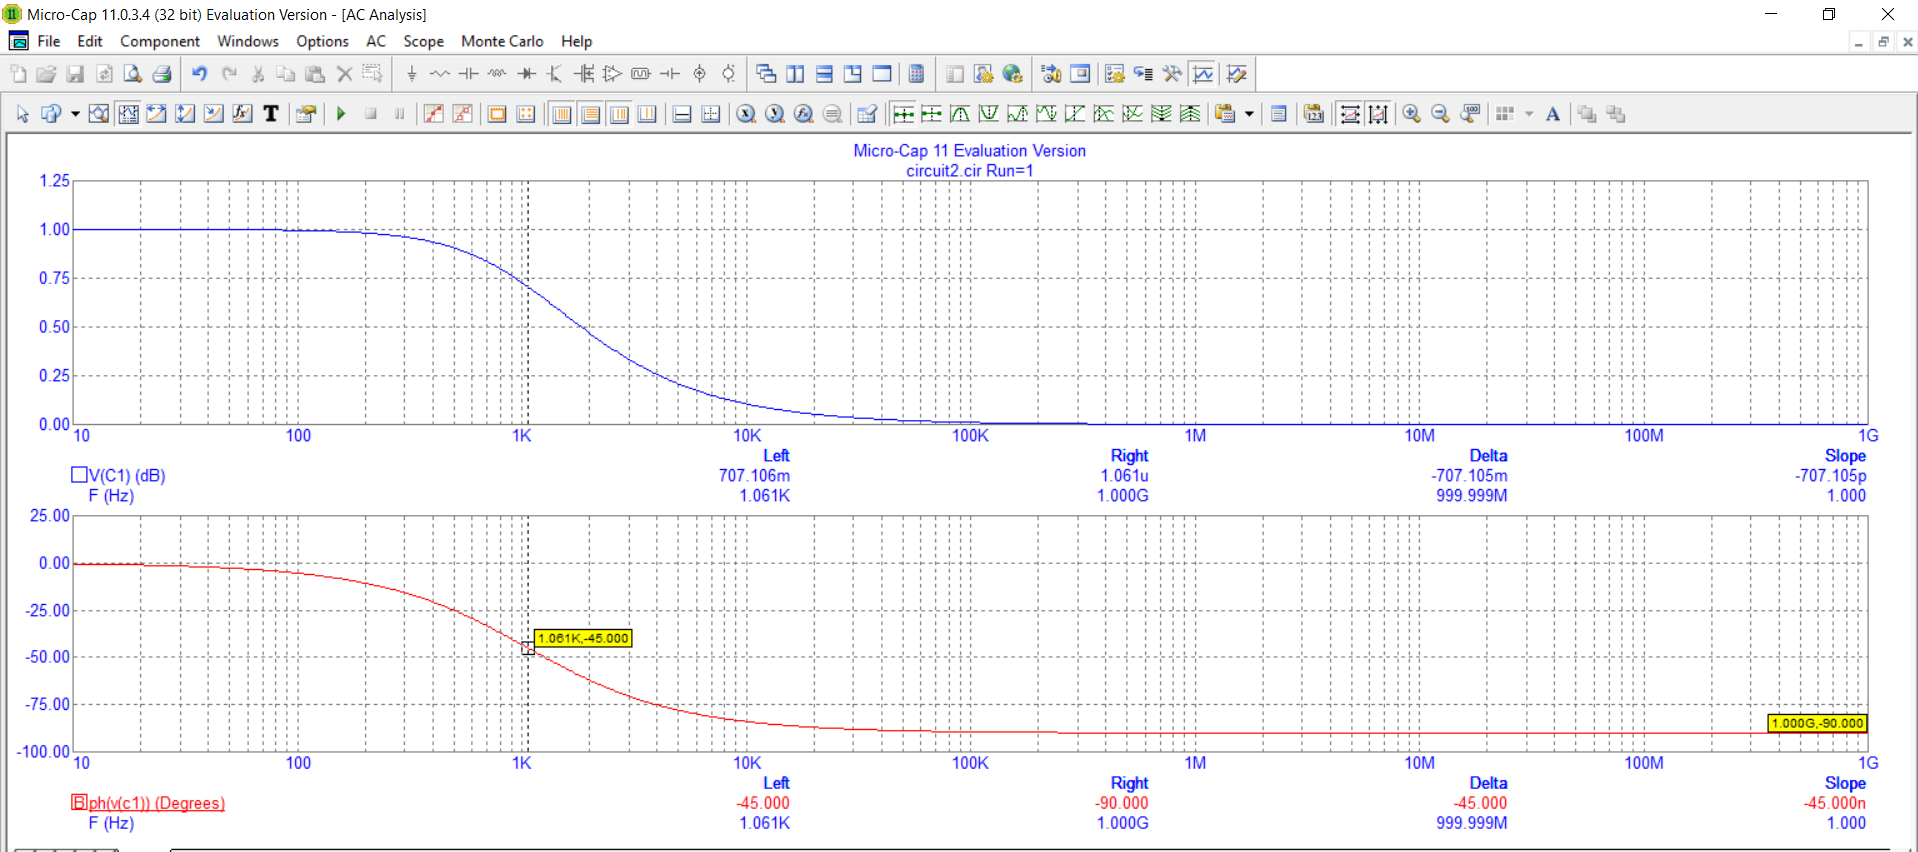 Micro-Cap 11.0.3.4 (32 bit) Evaluation Version - [AC Analysis]
File Edit Component Windows Options AC Scope Monte Carlo Help
Micro-Cap 11 Evaluation Version
circuit2.cir Run=1
1.25
1.00
0.75
0.50
0.25
0.00
10 100 1K 10K 100K 1M 10M 100M 1G
Left Right Delta Slope
V(C1) (dB) 707.106m 1.061u -707.105m -707.105p
F (Hz) 1.061K 1.000G 999.999M 1.000
25.00
0.00
-25.00
1.061K,-45.000
-50.00
-75.00
1.000G,-90.000
-100.00
10 100 1K 10K 100K 1M 10M 100M 1G
Left Right Delta Slope
B ph(v(c1)) (Degrees) -45.000 -90.000 -45.000 -45.000n
F (Hz) 1.061K 1.000G 999.999M 1.000